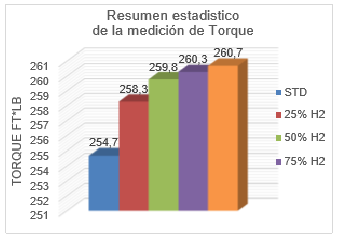 Resumen estadistico
de la medición de Torque
TORQUE FT*LB
261
260
259
258
257
256
255
254
253
252
251
254,7
258,3
259,8
260,3
260,7
STD
25% H2
50% H2
75% H2